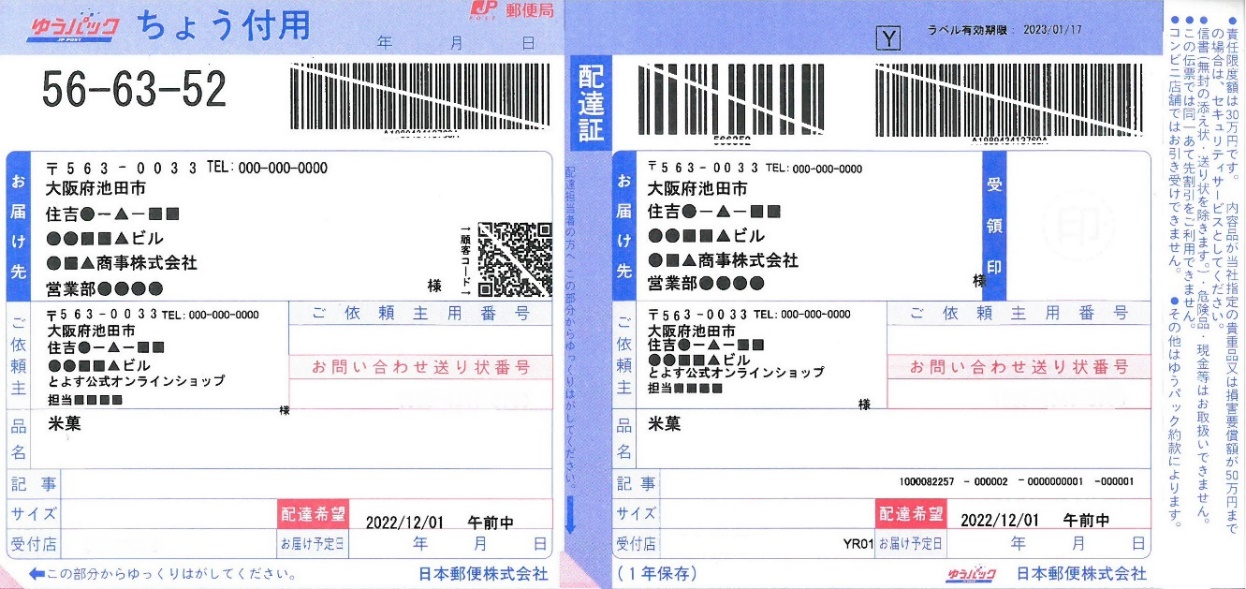 ゆうパック ちょう付用
JP POST 郵便局
年 月 日
56-63-52
お届け先
〒563-0033 TEL:000-000-0000
大阪府池田市
住吉●-▲-■■
●●■■▲ビル
●■▲商事株式会社
営業部●●●●
様
←顧客コード→
ご依頼主
〒563-0033 TEL:000-000-0000
大阪府池田市
住吉●-▲-■■
●●■■▲ビル
とよす公式オンラインショップ
担当■■■■
様
ご依頼主用番号
お問い合わせ送り状番号
品名
米菓
記事
サイズ
配達希望
2022/12/01 午前中
受付店
お届け予定日
年 月 日
⬅この部分からゆっくりはがしてください。
日本郵便株式会社
配達証
配達担当者の方へ この部分からゆっくりはがしてください。
Y
ラベル有効期限: 2023/01/17
566352
お届け先
〒563-0033 TEL:000-000-0000
大阪府池田市
住吉●-▲-■■
●●■■▲ビル
●■▲商事株式会社
営業部●●●●
様
受領印
印
ご依頼主
〒563-0033 TEL:000-000-0000
大阪府池田市
住吉●-▲-■■
●●■■▲ビル
とよす公式オンラインショップ
担当■■■■
様
ご依頼主用番号
お問い合わせ送り状番号
品名
米菓
記事
1000082257 - 000002 - 0000000001 -000001
サイズ
配達希望
2022/12/01 午前中
受付店
YR01
お届け予定日
年 月 日
(1年保存)
ゆうパック 日本郵便株式会社
●責任限度額は30万円です。 内容品が当社指定の貴重品又は損害要償額が50万円まで
の場合は、セキュリティサービスとしてください。
●信書(無封の添え状・送り状を除きます。)・危険品・現金等はお取扱いできません。
●この伝票では同一あて先割引をご利用できません。
●コンビニ店舗ではお引き受けできません。 ●その他はゆうパック約款によります。